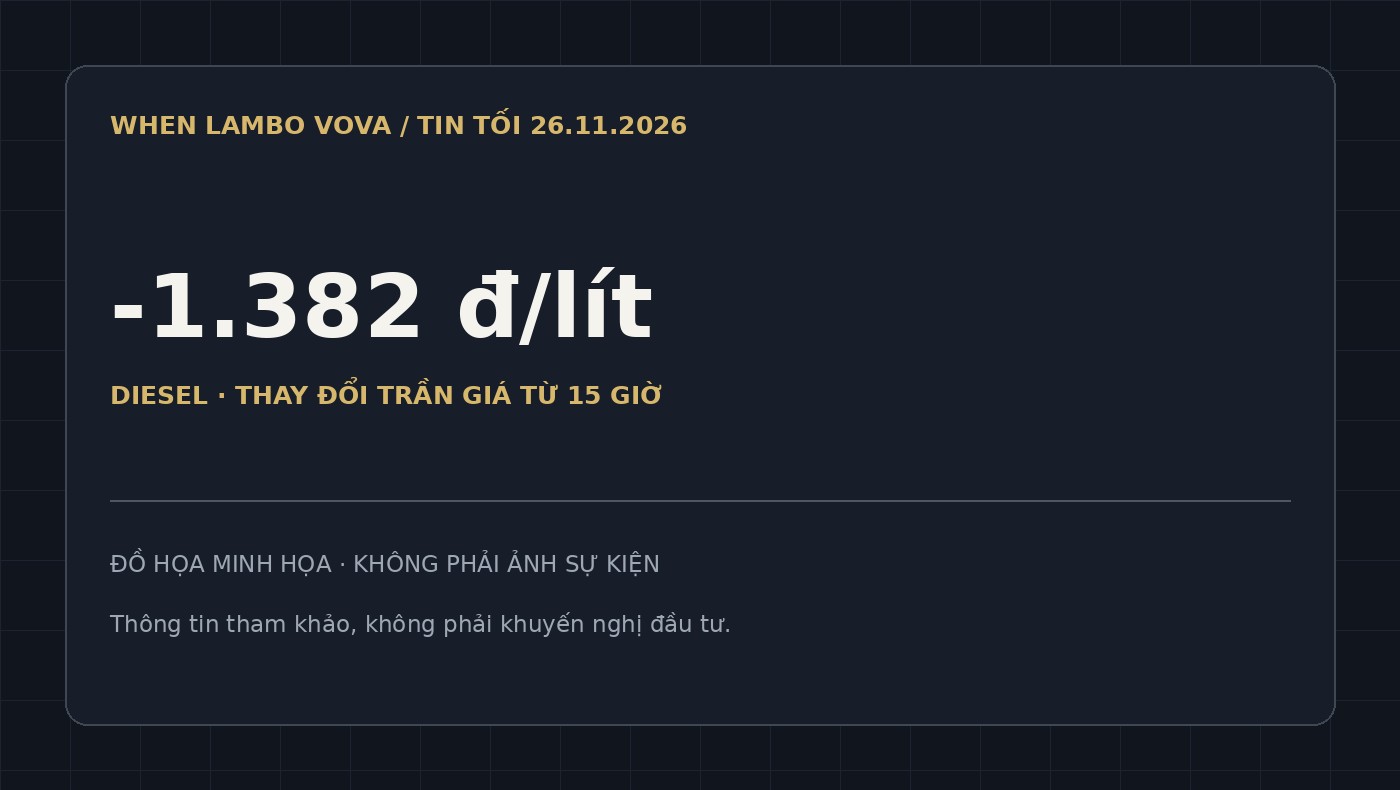 WHEN LAMBO VOVA / TIN TỐI 26.11.2026
-1.382 đ/lít
DIESEL · THAY ĐỔI TRẦN GIÁ TỪ 15 GIỜ
ĐỒ HỌA MINH HỌA · KHÔNG PHẢI ẢNH SỰ KIỆN
Thông tin tham khảo, không phải khuyến nghị đầu tư.